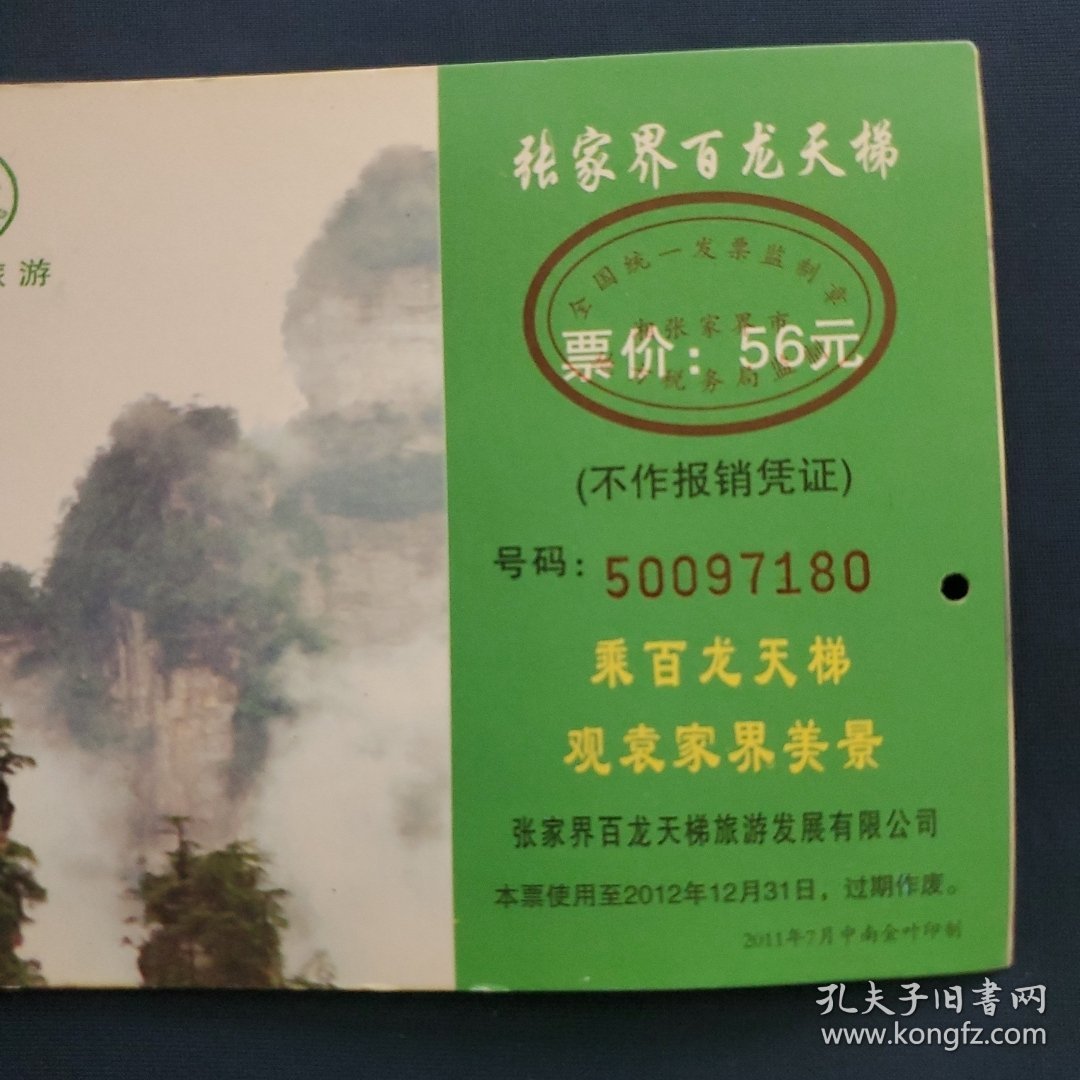 张家界百龙天梯
全国统一发票监制章
张家界市
税务局监制
票价：56元
(不作报销凭证)
号码：50097180
乘百龙天梯
观袁家界美景
张家界百龙天梯旅游发展有限公司
本票使用至2012年12月31日，过期作废。
2011年7月中南金叶印制
旅游
孔夫子旧書网
www.kongfz.com